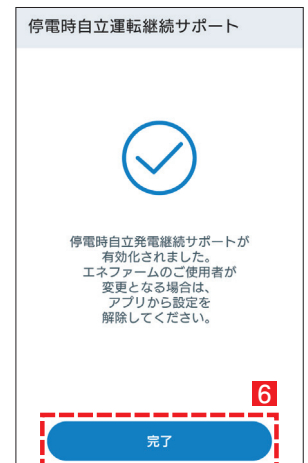 停電時自立運転継続サポート
停電時自立発電継続サポートが
有効化されました。
エネファームのご使用者が
変更となる場合は、
アプリから設定を
解除してください。
6
完了